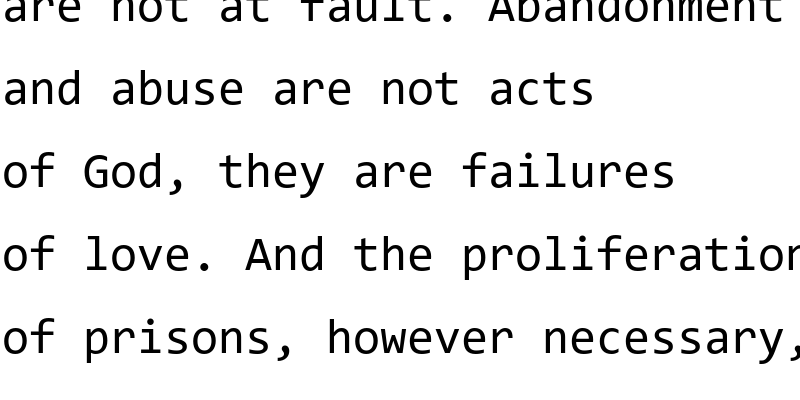 are not at fault. Abandonment
and abuse are not acts
of God, they are failures
of love. And the proliferation
of prisons, however necessary,